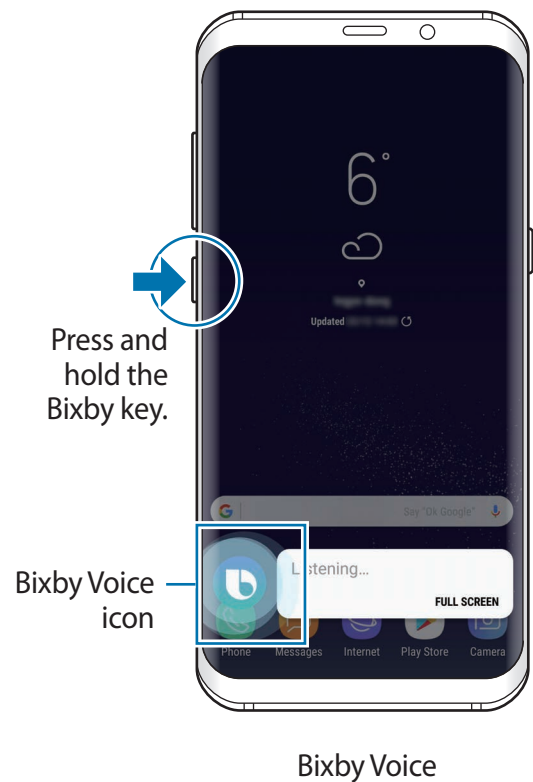 6°
Updated
Say "Ok Google"
Press and
hold the
Bixby key.
Listening...
FULL SCREEN
Bixby Voice
icon
Phone Messages Internet Play Store Camera
Bixby Voice